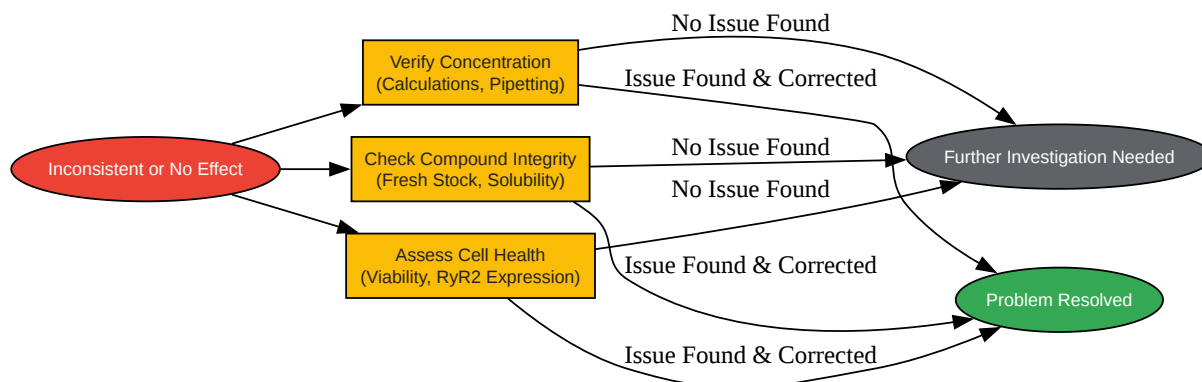 Inconsistent or No Effect
Verify Concentration
(Calculations, Pipetting)
Check Compound Integrity
(Fresh Stock, Solubility)
Assess Cell Health
(Viability, RyR2 Expression)
No Issue Found
Issue Found & Corrected
No Issue Found
No Issue Found
Issue Found & Corrected
Issue Found & Corrected
Further Investigation Needed
Problem Resolved